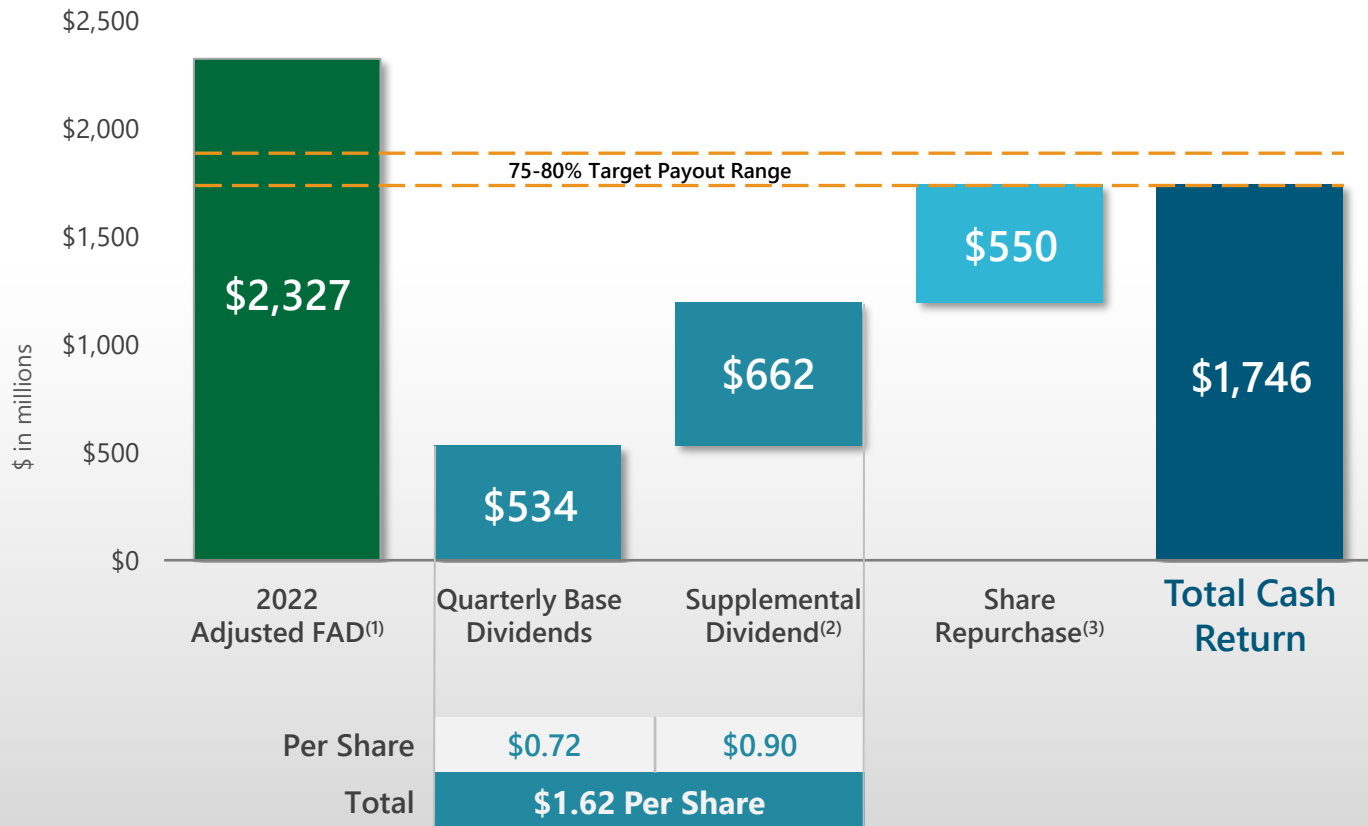 $2,500
$2,000
$1,500
$1,000
$500
$0
$ in millions
75-80% Target Payout Range
$2,327
$534
$662
$550
$1,746
2022
Adjusted FAD(1)
Quarterly Base
Dividends
Supplemental
Dividend(2)
Share
Repurchase(3)
Total Cash
Return
Per Share $0.72 $0.90
Total $1.62 Per Share